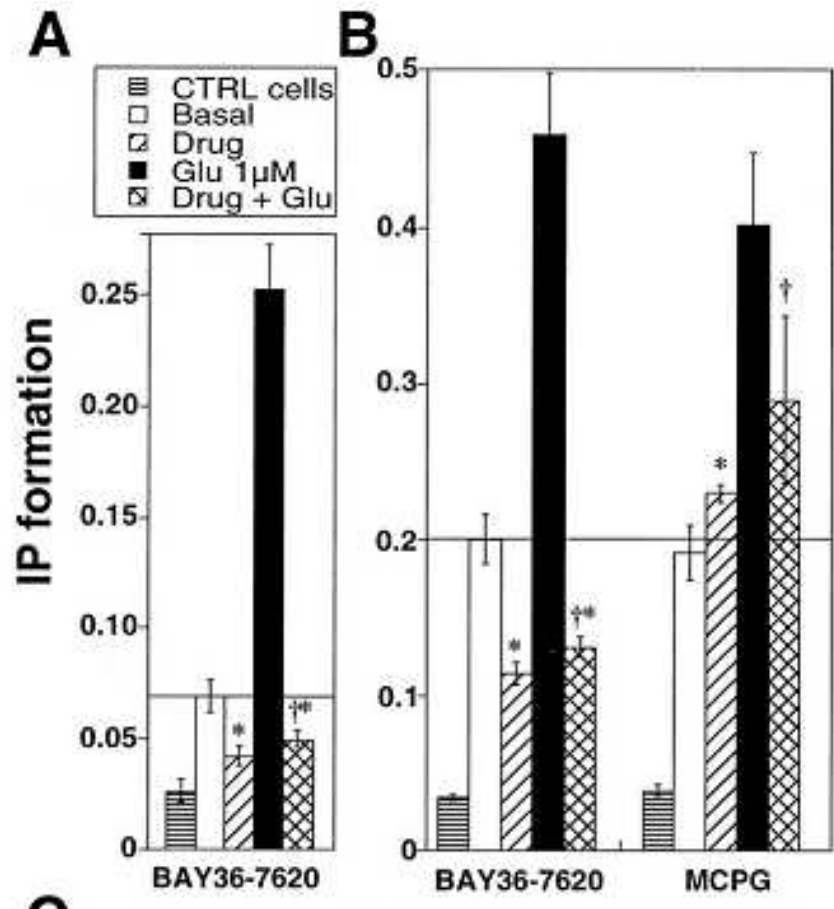 A
B
CTRL cells
Basal
Drug
Glu 1µM
Drug + Glu
IP formation
0.25
0.20
0.15
0.10
0.05
0
*
†*
BAY36-7620
0.5
0.4
0.3
0.2
0.1
0
*
†*
*
†
BAY36-7620
MCPG